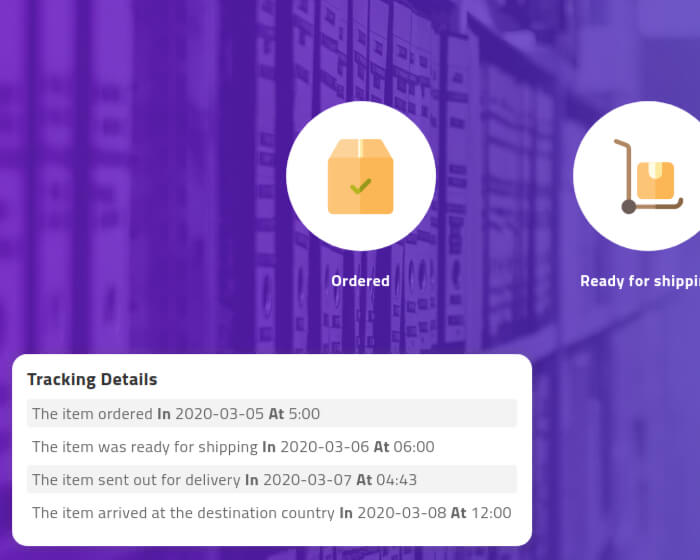 Ordered
Ready for
Tracking Details
The item ordered In 2020-03-05 At 5:00
The item was ready for shipping In 2020-03-06 At 06:00
The item sent out for delivery In 2020-03-07 At 04:43
The item arrived at the destination country In 2020-03-08 At 12:00